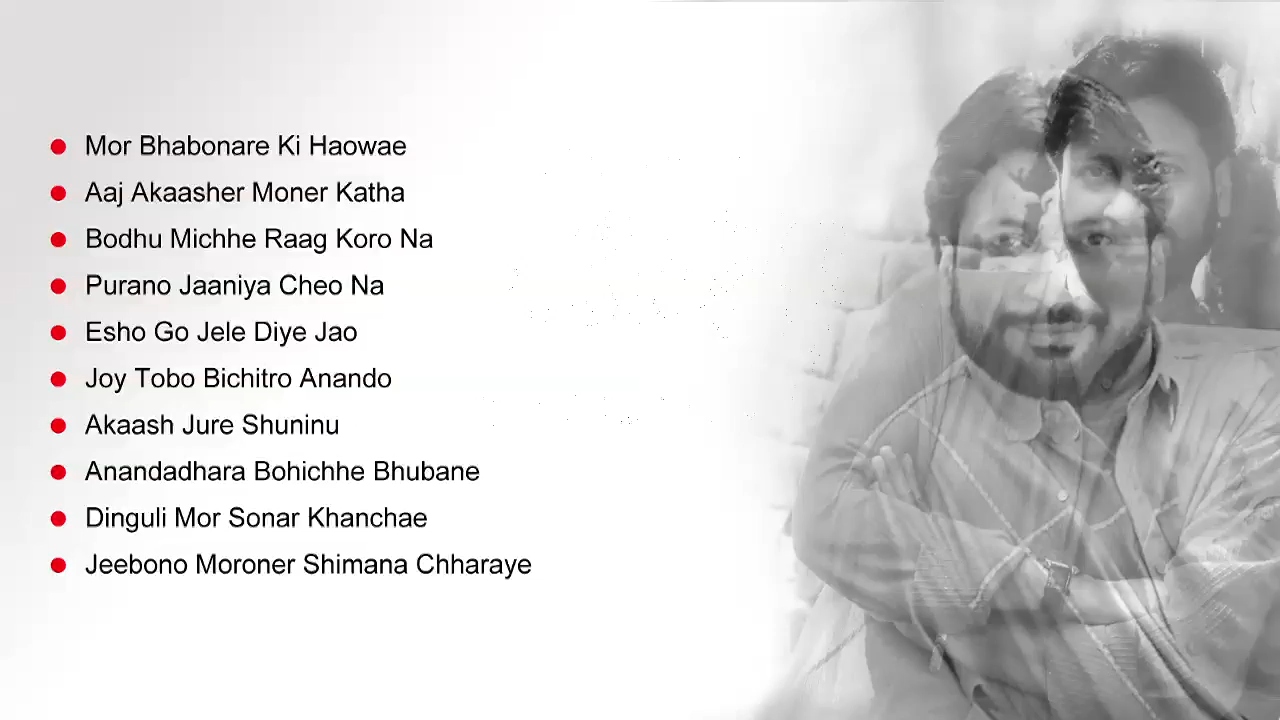 Mor Bhabonare Ki Haowae
Aaj Akaasher Moner Katha
Bodhu Michhe Raag Koro Na
Purano Jaaniya Cheo Na
Esho Go Jele Diye Jao
Joy Tobo Bichitro Anando
Akaash Jure Shuninu
Anandadhara Bohichhe Bhubane
Dinguli Mor Sonar Khanchae
Jeebono Moroner Shimana Chharaye